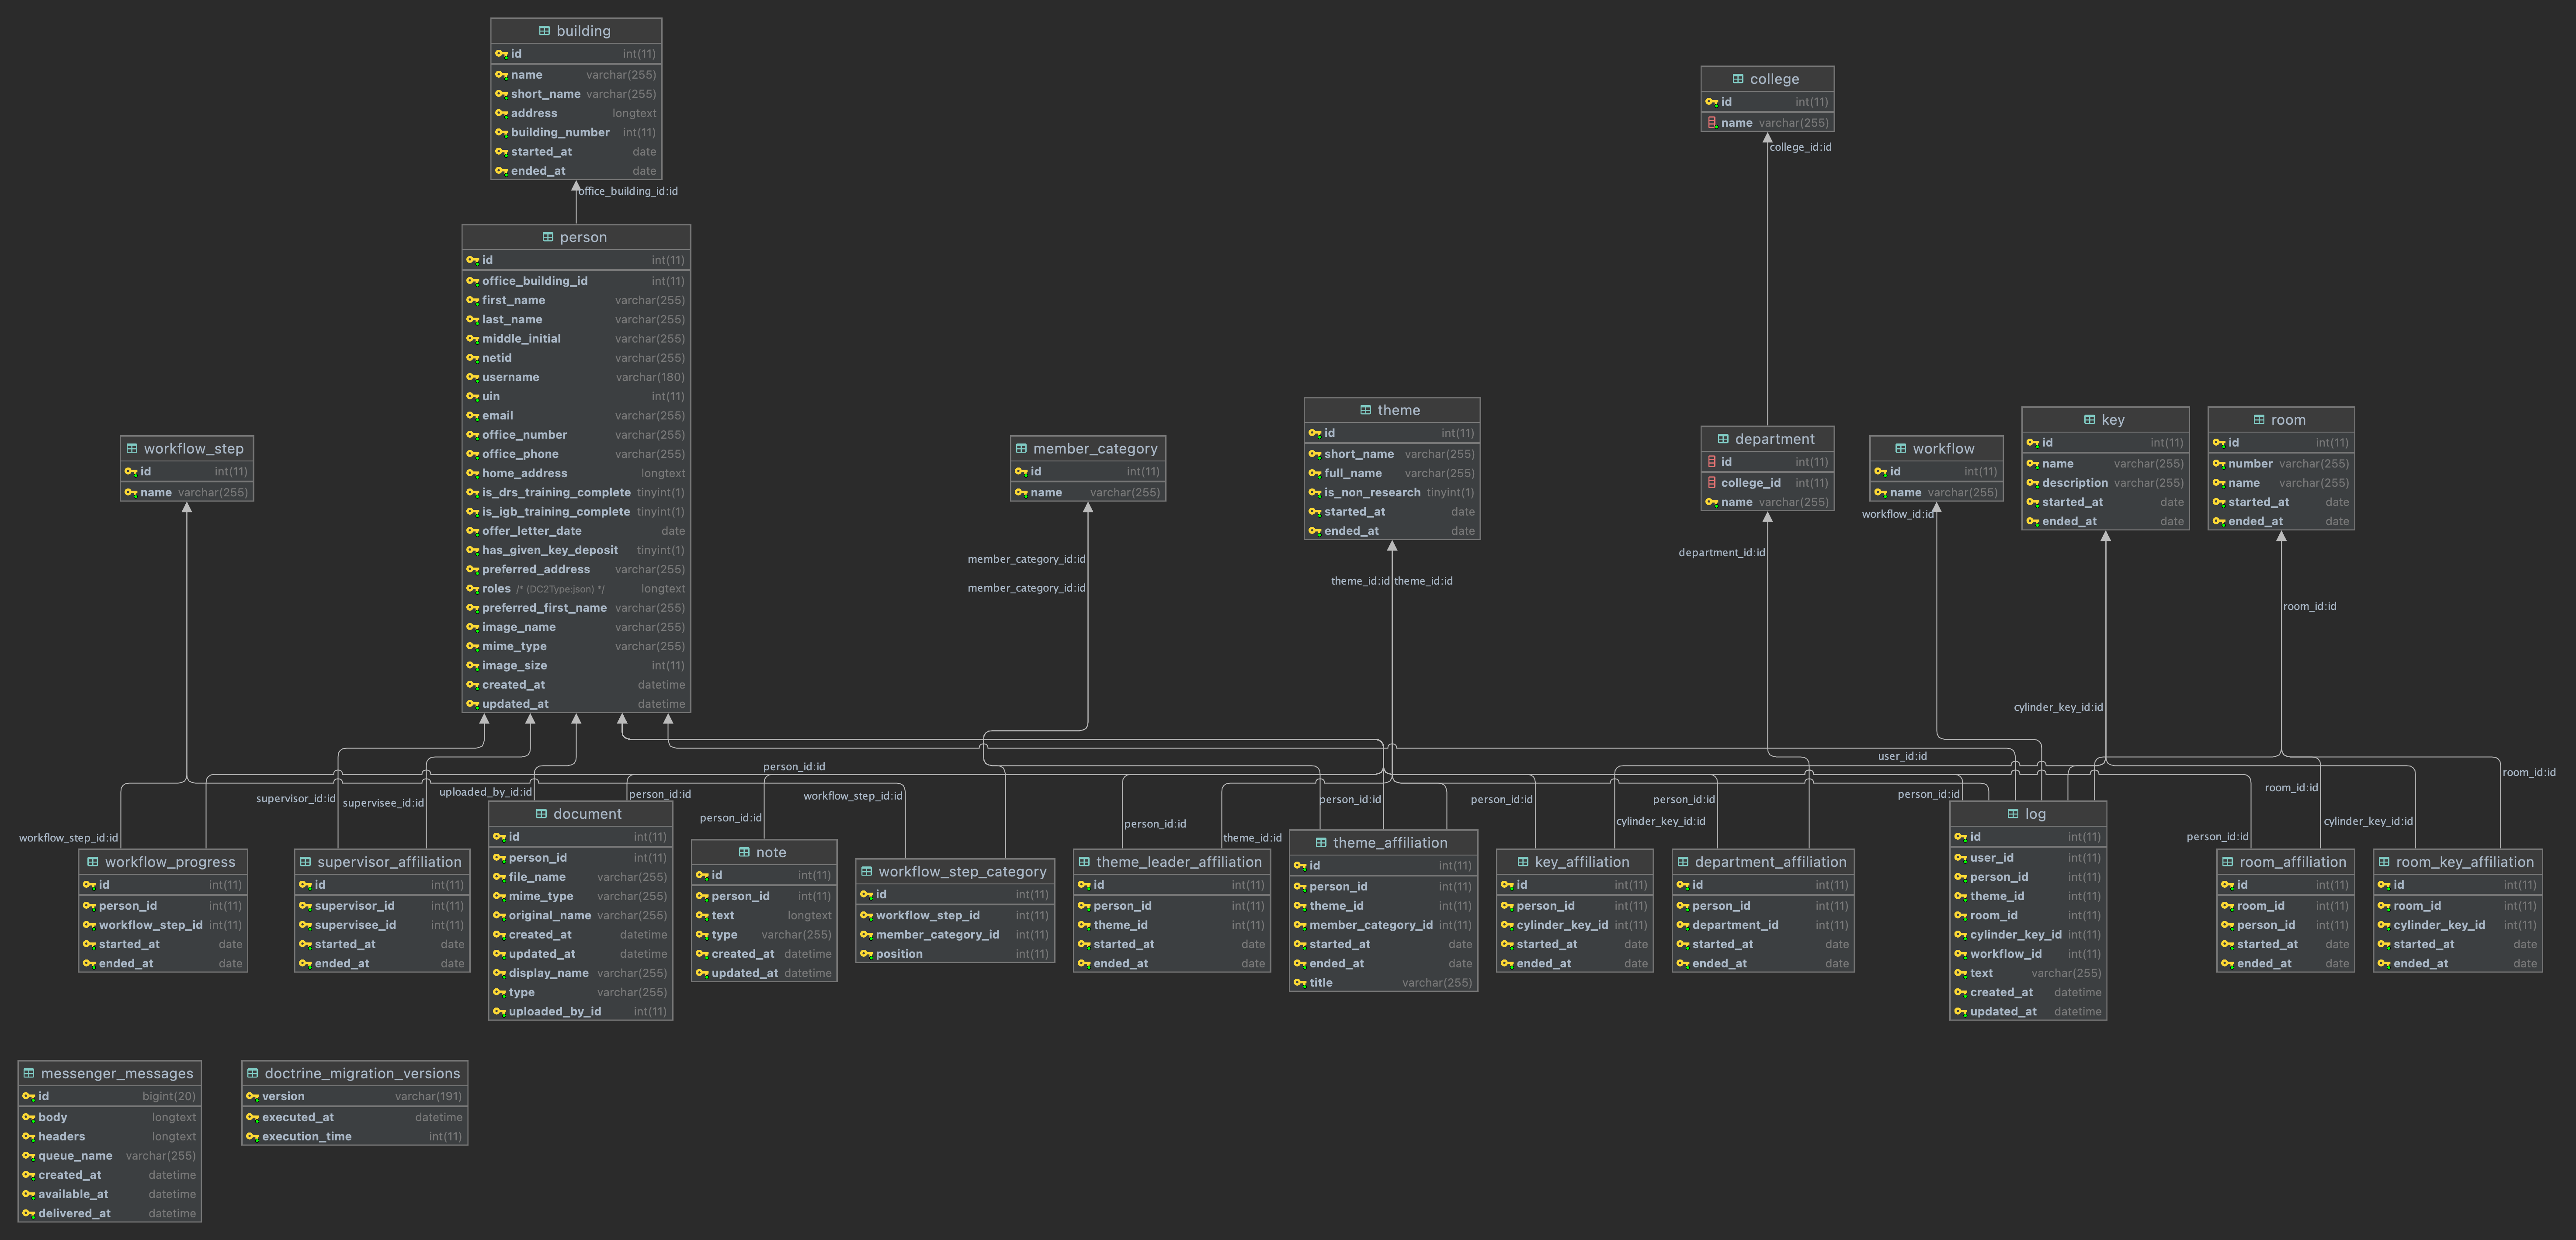 building
id int(11)
name varchar(255)
short_name varchar(255)
address longtext
building_number int(11)
started_at date
ended_at date
office_building_id:id
college
id int(11)
name varchar(255)
college_id:id
person
id int(11)
office_building_id int(11)
first_name varchar(255)
last_name varchar(255)
middle_initial varchar(255)
netid varchar(255)
username varchar(180)
uin int(11)
email varchar(255)
office_number varchar(255)
office_phone varchar(255)
home_address longtext
is_drs_training_complete tinyint(1)
is_igb_training_complete tinyint(1)
offer_letter_date date
has_given_key_deposit tinyint(1)
preferred_address varchar(255)
roles /* (DC2Type:json) */ longtext
preferred_first_name varchar(255)
image_name varchar(255)
mime_type varchar(255)
image_size int(11)
created_at datetime
updated_at datetime
workflow_step
id int(11)
name varchar(255)
member_category
id int(11)
name varchar(255)
member_category_id:id
member_category_id:id
theme
id int(11)
short_name varchar(255)
full_name varchar(255)
is_non_research tinyint(1)
started_at date
ended_at date
theme_id:id theme_id:id
department
id int(11)
college_id int(11)
name varchar(255)
department_id:id
workflow
id int(11)
name varchar(255)
workflow_id:id
key
id int(11)
name varchar(255)
description varchar(255)
started_at date
ended_at date
cylinder_key_id:id
room
id int(11)
number varchar(255)
name varchar(255)
started_at date
ended_at date
room_id:id
user_id:id
person_id:id
room_id:id
workflow_step_id:id
supervisor_id:id
supervisee_id:id
uploaded_by_id:id
person_id:id
person_id:id
workflow_step_id:id
person_id:id
theme_id:id
person_id:id
person_id:id
cylinder_key_id:id
person_id:id
person_id:id
person_id:id
room_id:id
cylinder_key_id:id
workflow_progress
id int(11)
person_id int(11)
workflow_step_id int(11)
started_at date
ended_at date
supervisor_affiliation
id int(11)
supervisor_id int(11)
supervisee_id int(11)
started_at date
ended_at date
document
id int(11)
person_id int(11)
file_name varchar(255)
mime_type varchar(255)
original_name varchar(255)
created_at datetime
updated_at datetime
display_name varchar(255)
type varchar(255)
uploaded_by_id int(11)
note
id int(11)
person_id int(11)
text longtext
type varchar(255)
created_at datetime
updated_at datetime
workflow_step_category
id int(11)
workflow_step_id int(11)
member_category_id int(11)
position int(11)
theme_leader_affiliation
id int(11)
person_id int(11)
theme_id int(11)
started_at date
ended_at date
theme_affiliation
id int(11)
person_id int(11)
theme_id int(11)
member_category_id int(11)
started_at date
ended_at date
title varchar(255)
key_affiliation
id int(11)
person_id int(11)
cylinder_key_id int(11)
started_at date
ended_at date
department_affiliation
id int(11)
person_id int(11)
department_id int(11)
started_at date
ended_at date
log
id int(11)
user_id int(11)
person_id int(11)
theme_id int(11)
room_id int(11)
cylinder_key_id int(11)
workflow_id int(11)
text varchar(255)
created_at datetime
updated_at datetime
room_affiliation
id int(11)
room_id int(11)
person_id int(11)
started_at date
ended_at date
room_key_affiliation
id int(11)
room_id int(11)
cylinder_key_id int(11)
started_at date
ended_at date
messenger_messages
id bigint(20)
body longtext
headers longtext
queue_name varchar(255)
created_at datetime
available_at datetime
delivered_at datetime
doctrine_migration_versions
version varchar(191)
executed_at datetime
execution_time int(11)